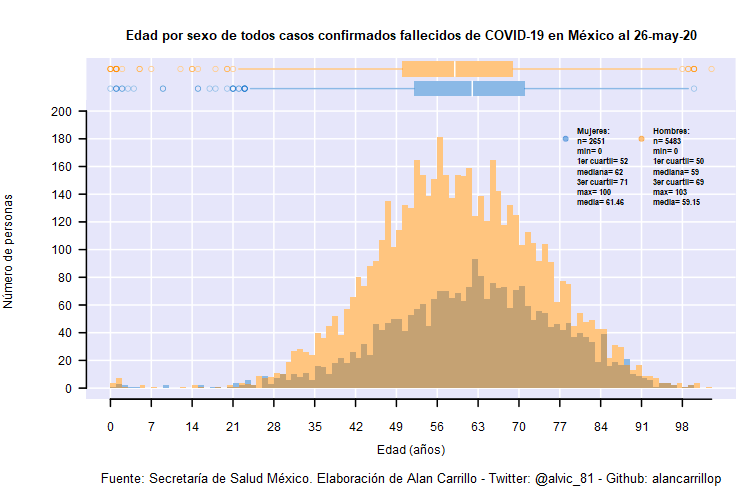 Edad por sexo de todos casos confirmados fallecidos de COVID-19 en México al 26-may-20
200
180
160
140
120
100
80
60
40
20
0
Número de personas
Mujeres:
n= 2651
min= 0
1er cuartil= 52
mediana= 62
3er cuartil= 71
max= 100
media= 61.46
Hombres:
n= 5483
min= 0
1er cuartil= 50
mediana= 59
3er cuartil= 69
max= 103
media= 59.15
0 7 14 21 28 35 42 49 56 63 70 77 84 91 98
Edad (años)
Fuente: Secretaría de Salud México. Elaboración de Alan Carrillo - Twitter: @alvic_81 - Github: alancarrillop